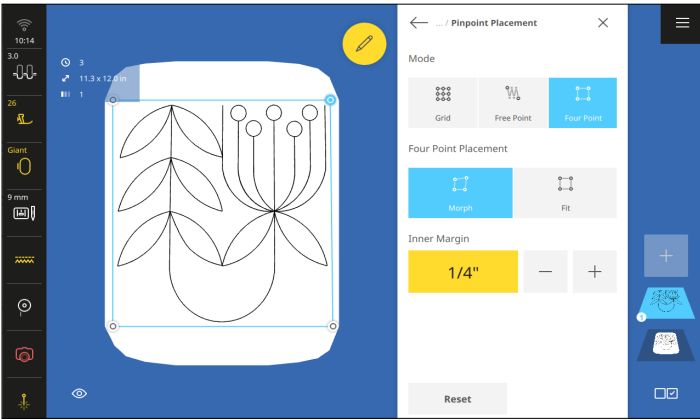 10:14
3.0
26
Giant
9 mm
3
11.3 x 12.0 in
1
... / Pinpoint Placement
Mode
Grid
Free Point
Four Point
Four Point Placement
Morph
Fit
Inner Margin
1/4"
Reset
1